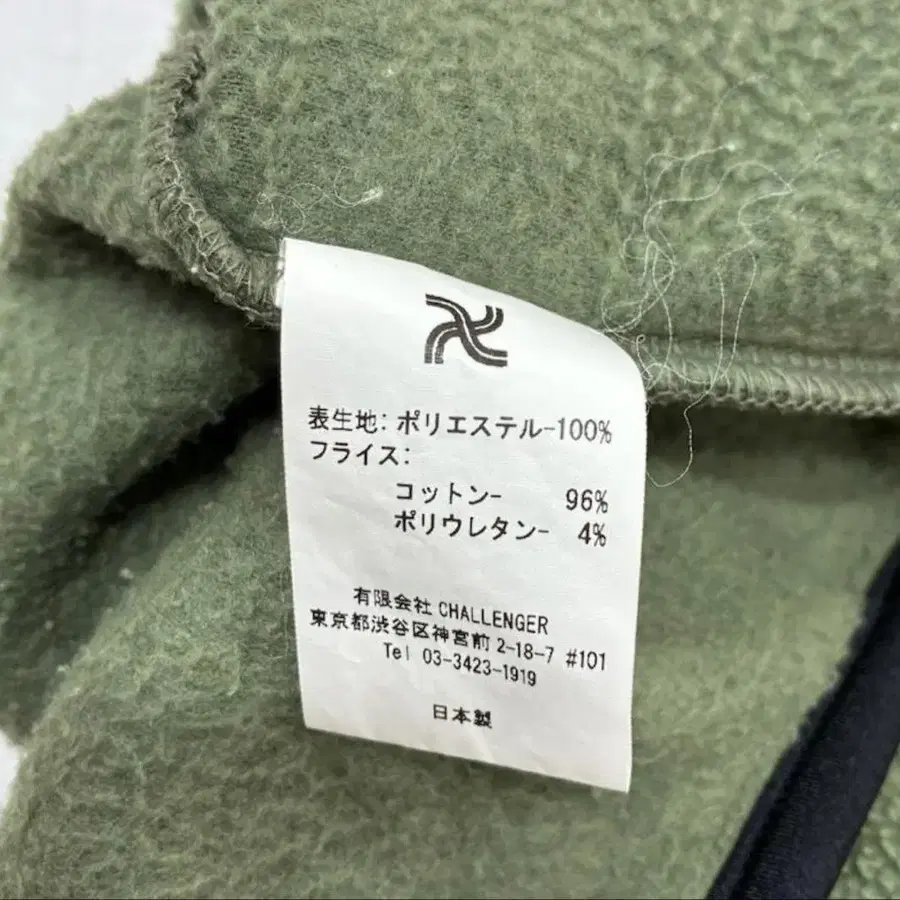 表生地: ポリエステル-100%
フライス:
コットン- 96%
ポリウレタン- 4%
有限会社 CHALLENGER
東京都渋谷区神宮前 2-18-7 #101
Tel 03-3423-1919
日本製